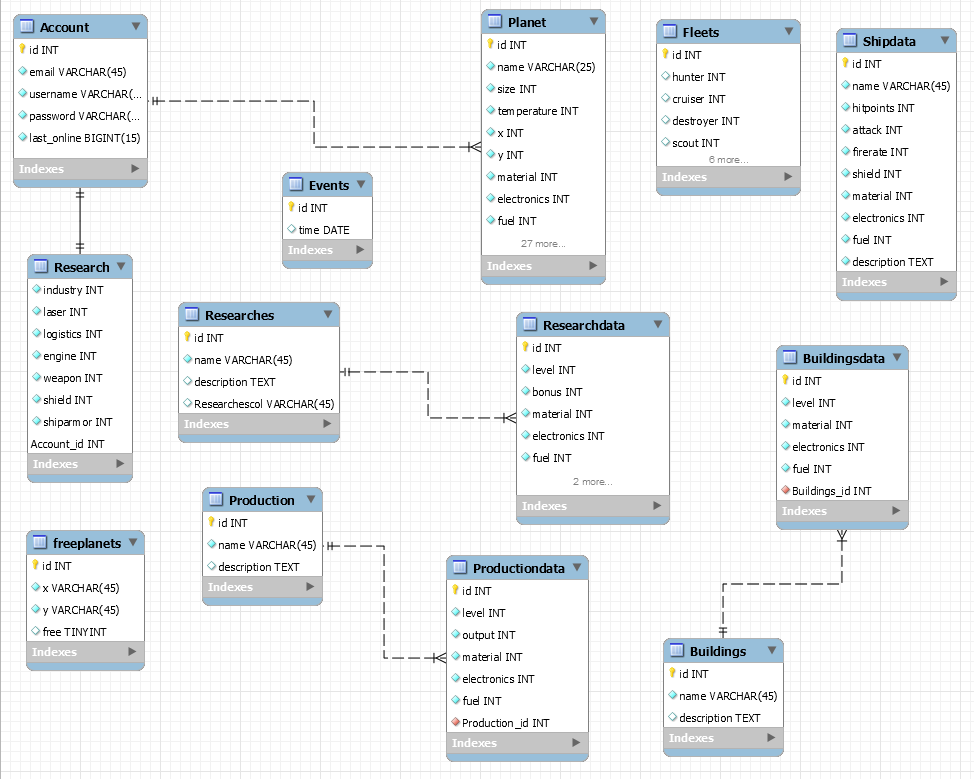 Account
id INT
email VARCHAR(45)
username VARCHAR(...
password VARCHAR(...
last_online BIGINT(15)
Indexes
Planet
id INT
name VARCHAR(25)
size INT
temperature INT
x INT
y INT
material INT
electronics INT
fuel INT
27 more...
Indexes
Fleets
id INT
hunter INT
cruiser INT
destroyer INT
scout INT
6 more...
Indexes
Shipdata
id INT
name VARCHAR(45)
hitpoints INT
attack INT
firerate INT
shield INT
material INT
electronics INT
fuel INT
description TEXT
Indexes
Events
id INT
time DATE
Indexes
Research
industry INT
laser INT
logistics INT
engine INT
weapon INT
shield INT
shiparmor INT
Account_id INT
Indexes
Researches
id INT
name VARCHAR(45)
description TEXT
Researchescol VARCHAR(45)
Indexes
Researchdata
id INT
level INT
bonus INT
material INT
electronics INT
fuel INT
2 more...
Indexes
Buildingsdata
id INT
level INT
material INT
electronics INT
fuel INT
Buildings_id INT
Indexes
Production
id INT
name VARCHAR(45)
description TEXT
Indexes
freeplanets
id INT
x VARCHAR(45)
y VARCHAR(45)
free TINYINT
Indexes
Productiondata
id INT
level INT
output INT
material INT
electronics INT
fuel INT
Production_id INT
Indexes
Buildings
id INT
name VARCHAR(45)
description TEXT
Indexes